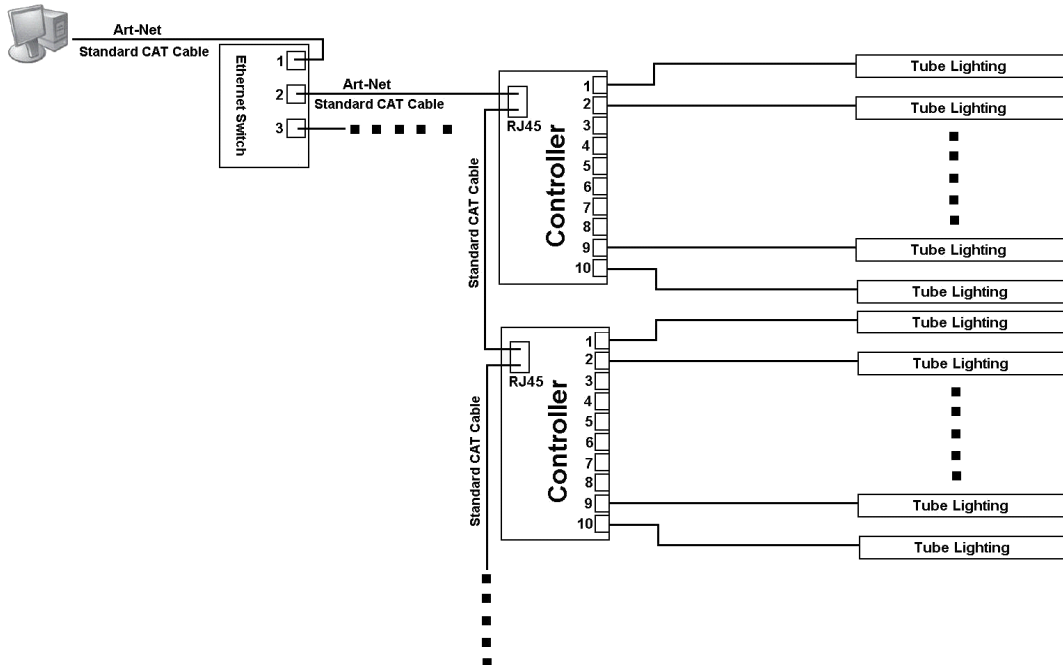 Art-Net
Standard CAT Cable
Ethernet Switch
1
2
3
Art-Net
Standard CAT Cable
RJ45
Controller
1
2
3
4
5
6
7
8
9
10
Tube Lighting
Tube Lighting
Tube Lighting
Tube Lighting
Standard CAT Cable
RJ45
Controller
1
2
3
4
5
6
7
8
9
10
Tube Lighting
Tube Lighting
Tube Lighting
Tube Lighting
Standard CAT Cable